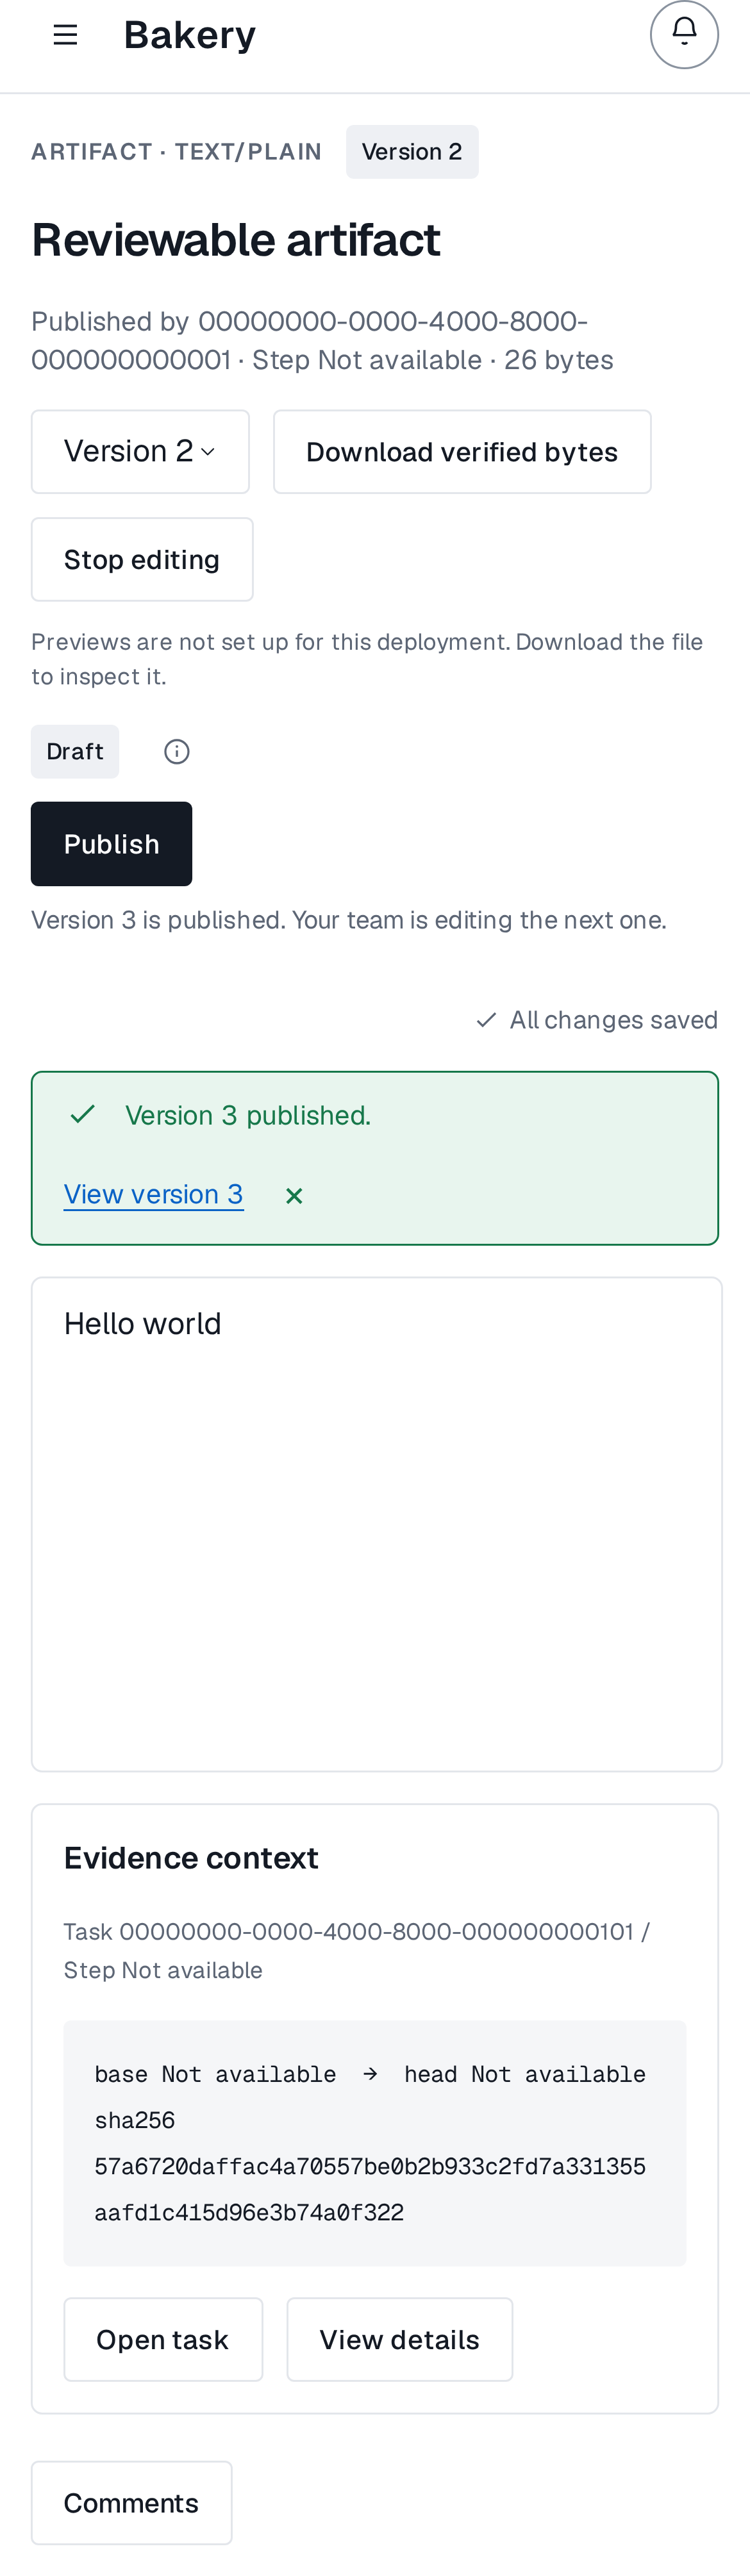 Bakery
ARTIFACT · TEXT/PLAIN Version 2
Reviewable artifact
Published by 00000000-0000-4000-8000-
000000000001 · Step Not available · 26 bytes
Version 2 Download verified bytes
Stop editing
Previews are not set up for this deployment. Download the file
to inspect it.
Draft
Publish
Version 3 is published. Your team is editing the next one.
All changes saved
Version 3 published.
View version 3
Hello world
Evidence context
Task 00000000-0000-4000-8000-000000000101 /
Step Not available
base Not available → head Not available
sha256
57a6720daffac4a70557be0b2b933c2fd7a331355
aafd1c415d96e3b74a0f322
Open task View details
Comments